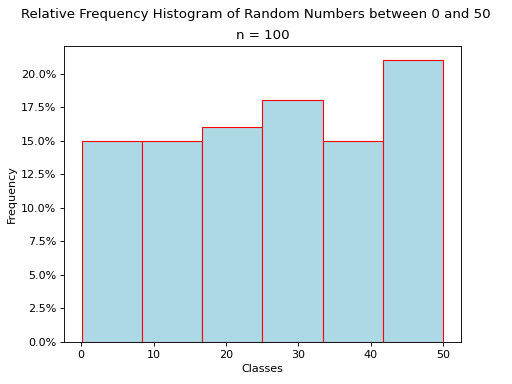 Relative Frequency Histogram of Random Numbers between 0 and 50
n = 100
20.0%
17.5%
15.0%
12.5%
10.0%
7.5%
5.0%
2.5%
0.0%
Frequency
0 10 20 30 40 50
Classes